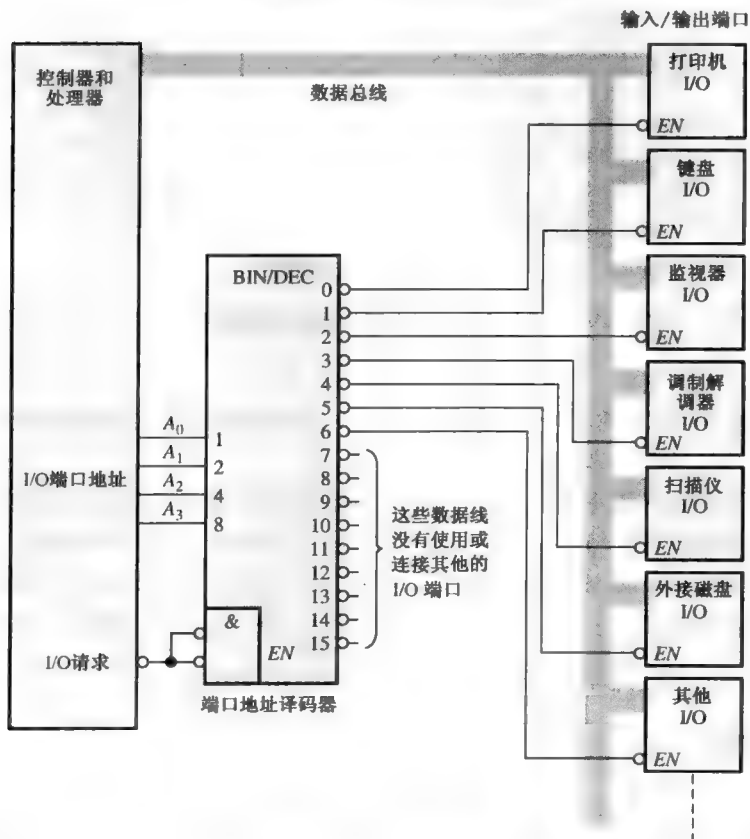 输入/输出端口
控制器和
处理器
数据总线
打印机
I/O
EN
键盘
I/O
EN
监视器
I/O
EN
调制解
调器
I/O
EN
扫描仪
I/O
EN
外接磁盘
I/O
EN
其他
I/O
EN
BIN/DEC
0
1
2
3
4
5
6
7
8
9
10
11
12
13
14
15
A₀
A₁
A₂
A₃
1
2
4
8
I/O端口地址
这些数据线
没有使用或
连接其他的
I/O 端口
&
EN
I/O请求
端口地址译码器